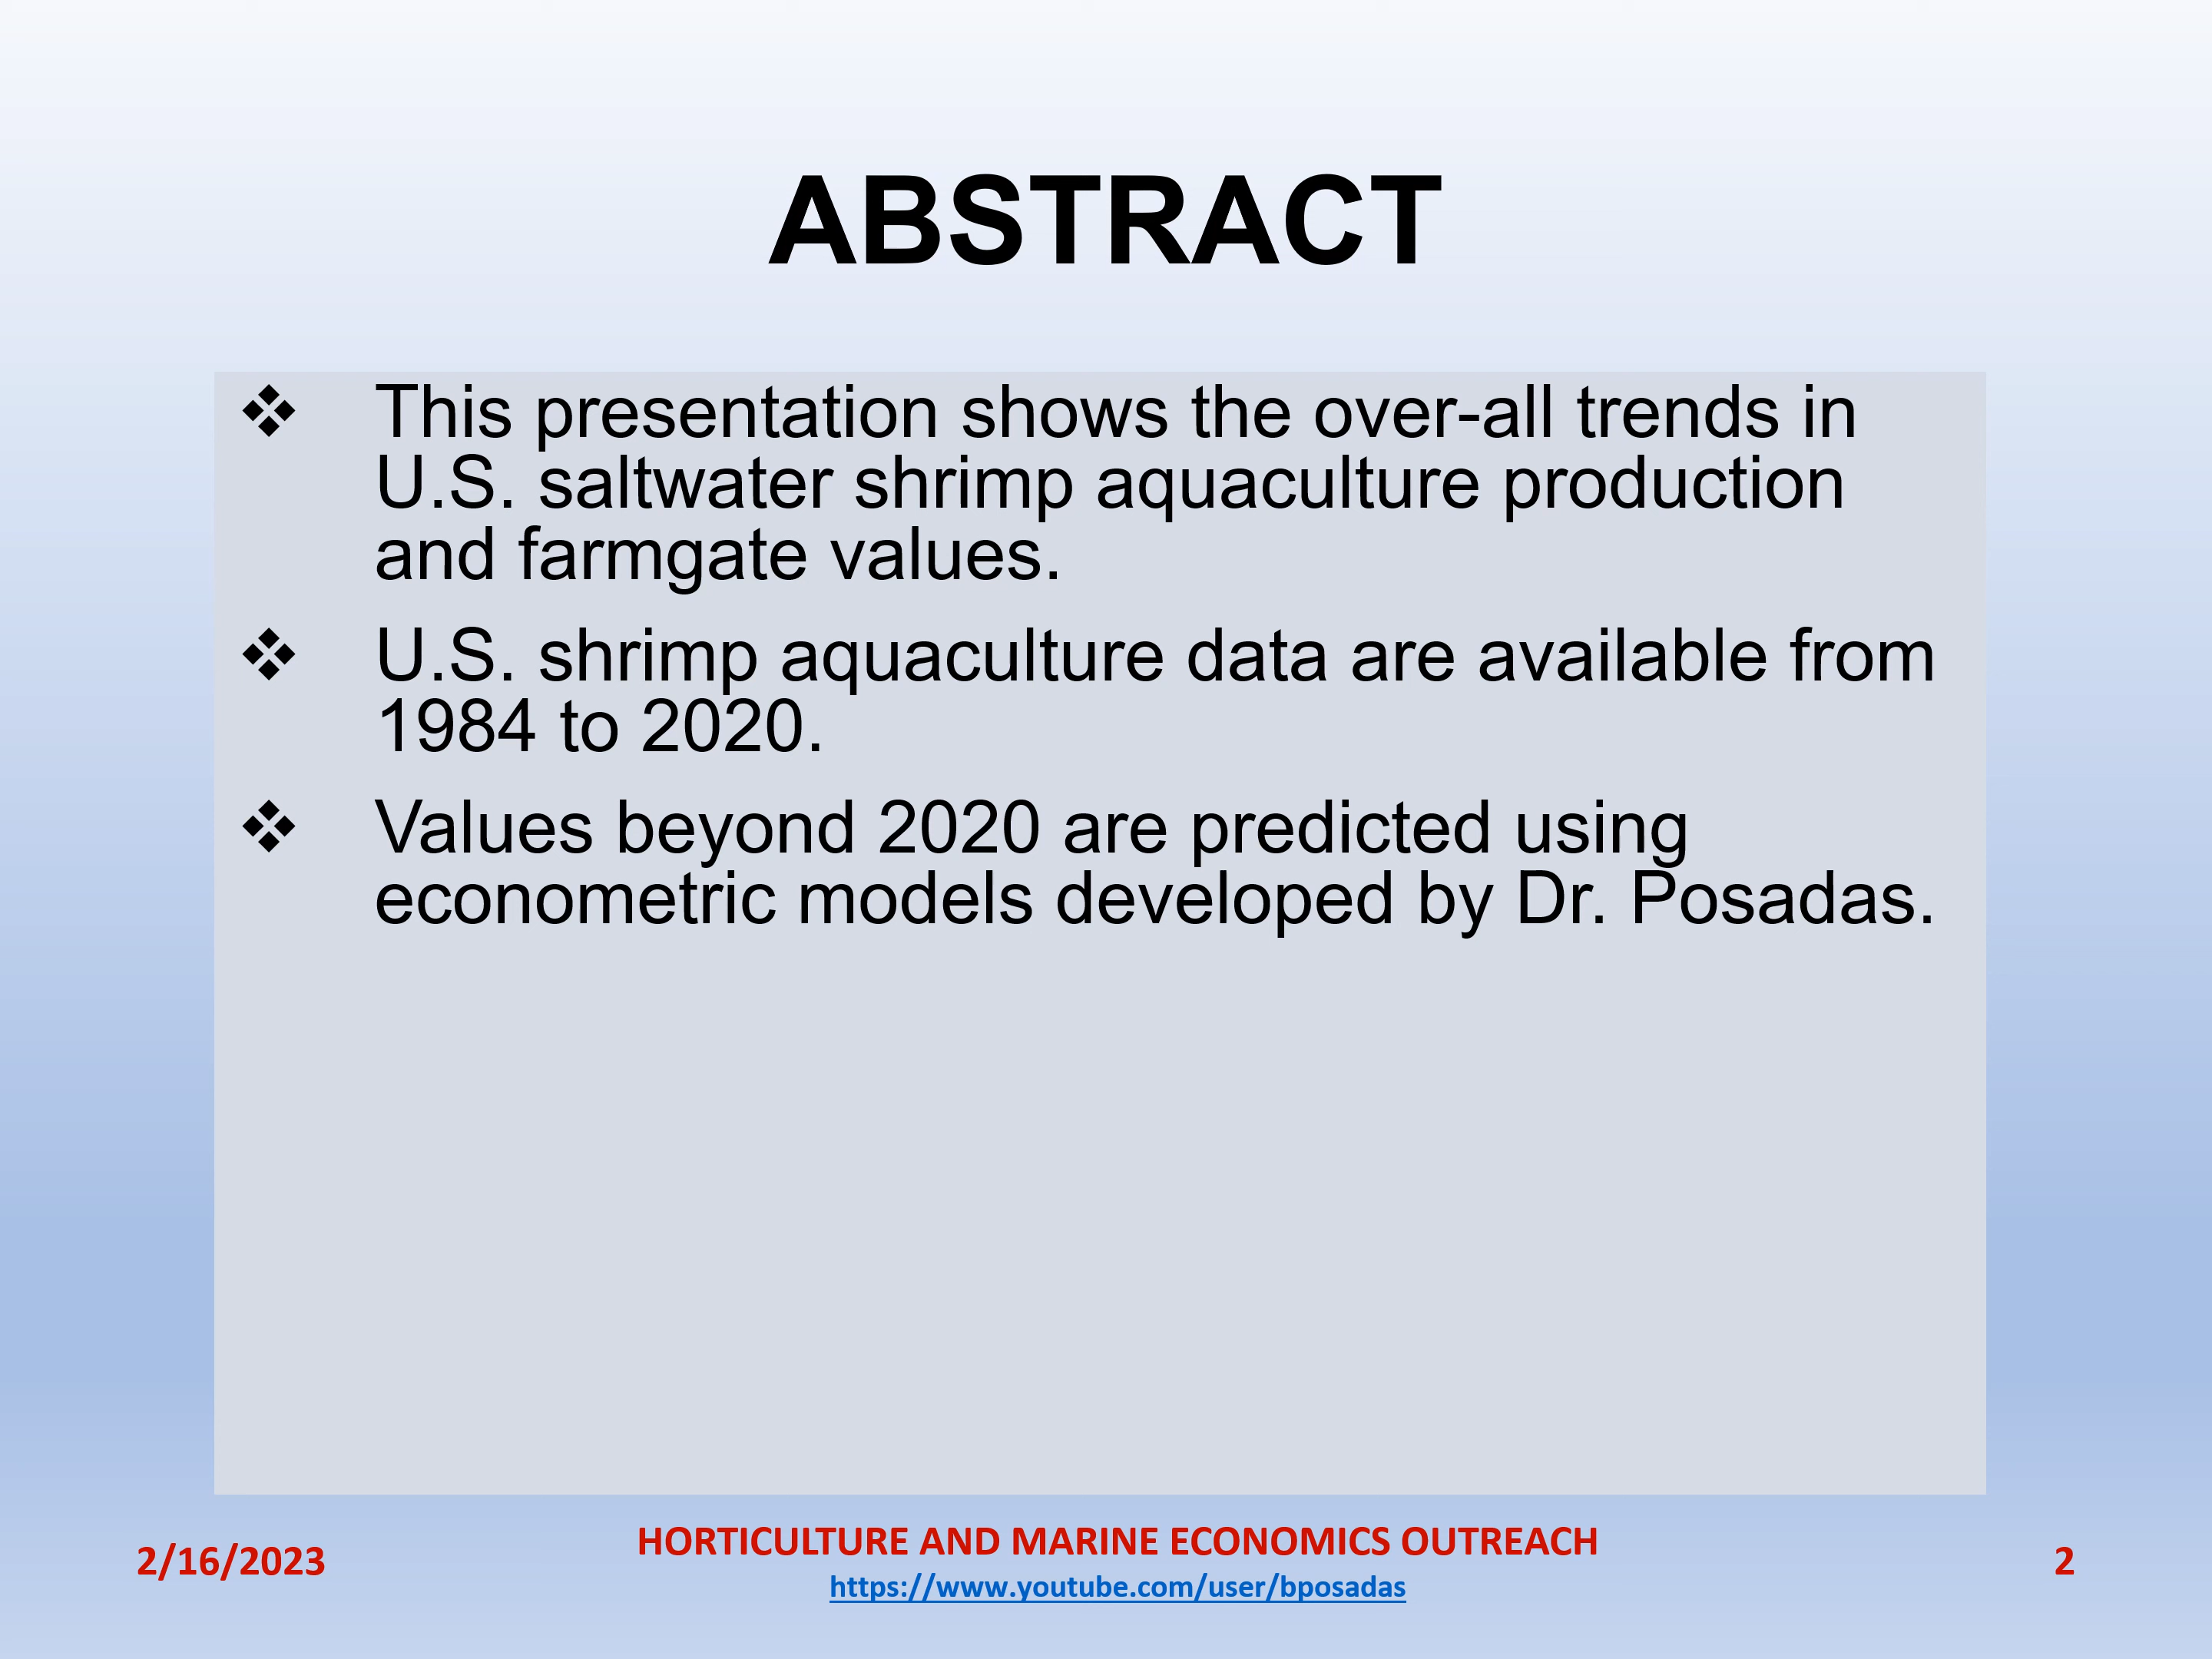 ABSTRACT
❖ This presentation shows the over-all trends in
U.S. saltwater shrimp aquaculture production
and farmgate values.
❖ U.S. shrimp aquaculture data are available from
1984 to 2020.
❖ Values beyond 2020 are predicted using
econometric models developed by Dr. Posadas.
2/16/2023
HORTICULTURE AND MARINE ECONOMICS OUTREACH
https://www.youtube.com/user/bposadas
2